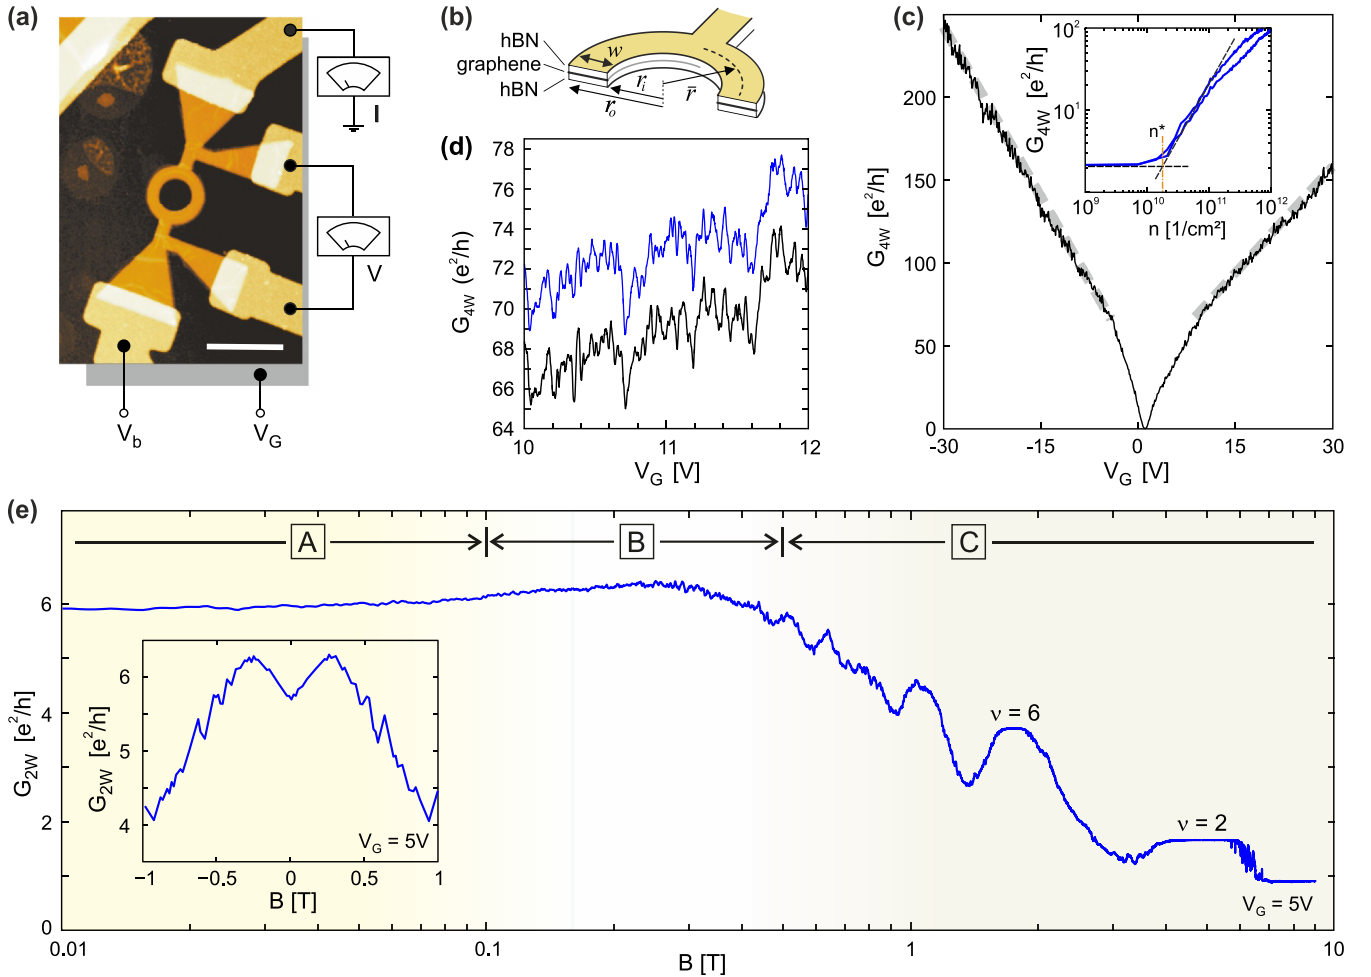 (a)
I
V
V_b
V_G
(b)
hBN
graphene
hBN
w
r_i
r_o
r̄
(c)
G_4W [e²/h]
200
150
100
50
0
-30
-15
0
15
30
V_G [V]
G_4W [e²/h]
10²
10¹
n*
10⁹
10¹⁰
10¹¹
10¹²
n [1/cm²]
(d)
G_4W (e²/h)
78
76
74
72
70
68
66
64
10
11
12
V_G [V]
(e)
A
B
C
G_2W [e²/h]
6
4
2
0
0.01
0.1
1
10
B [T]
ν = 6
ν = 2
V_G = 5V
G_2W [e²/h]
6
5
4
−1
−0.5
0
0.5
1
B [T]
V_G = 5V